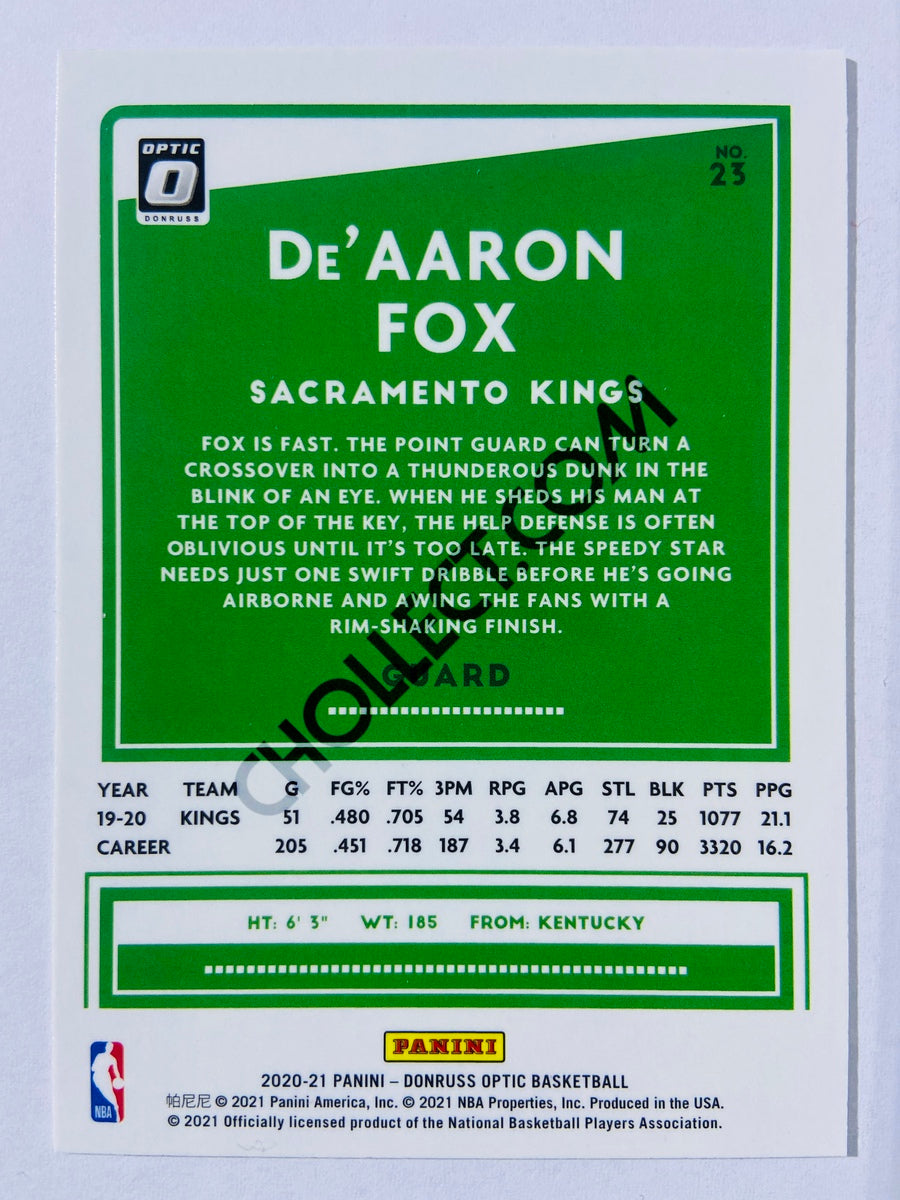 OPTIC
O
DONRUSS
NO.
23
De'AARON
FOX
SACRAMENTO KINGS
FOX IS FAST. THE POINT GUARD CAN TURN A
CROSSOVER INTO A THUNDEROUS DUNK IN THE
BLINK OF AN EYE. WHEN HE SHEDS HIS MAN AT
THE TOP OF THE KEY, THE HELP DEFENSE IS OFTEN
OBLIVIOUS UNTIL IT'S TOO LATE. THE SPEEDY STAR
NEEDS JUST ONE SWIFT DRIBBLE BEFORE HE'S GOING
AIRBORNE AND AWING THE FANS WITH A
RIM-SHAKING FINISH.
GUARD
CHOLLECT.COM
YEAR TEAM G FG% FT% 3PM RPG APG STL BLK PTS PPG
19-20 KINGS 51 .480 .705 54 3.8 6.8 74 25 1077 21.1
CAREER 205 .451 .718 187 3.4 6.1 277 90 3320 16.2
HT: 6' 3" WT: 185 FROM: KENTUCKY
PANINI
NBA
2020-21 PANINI – DONRUSS OPTIC BASKETBALL
帕尼尼 © 2021 Panini America, Inc. © 2021 NBA Properties, Inc. Produced in the USA.
© 2021 Officially licensed product of the National Basketball Players Association.